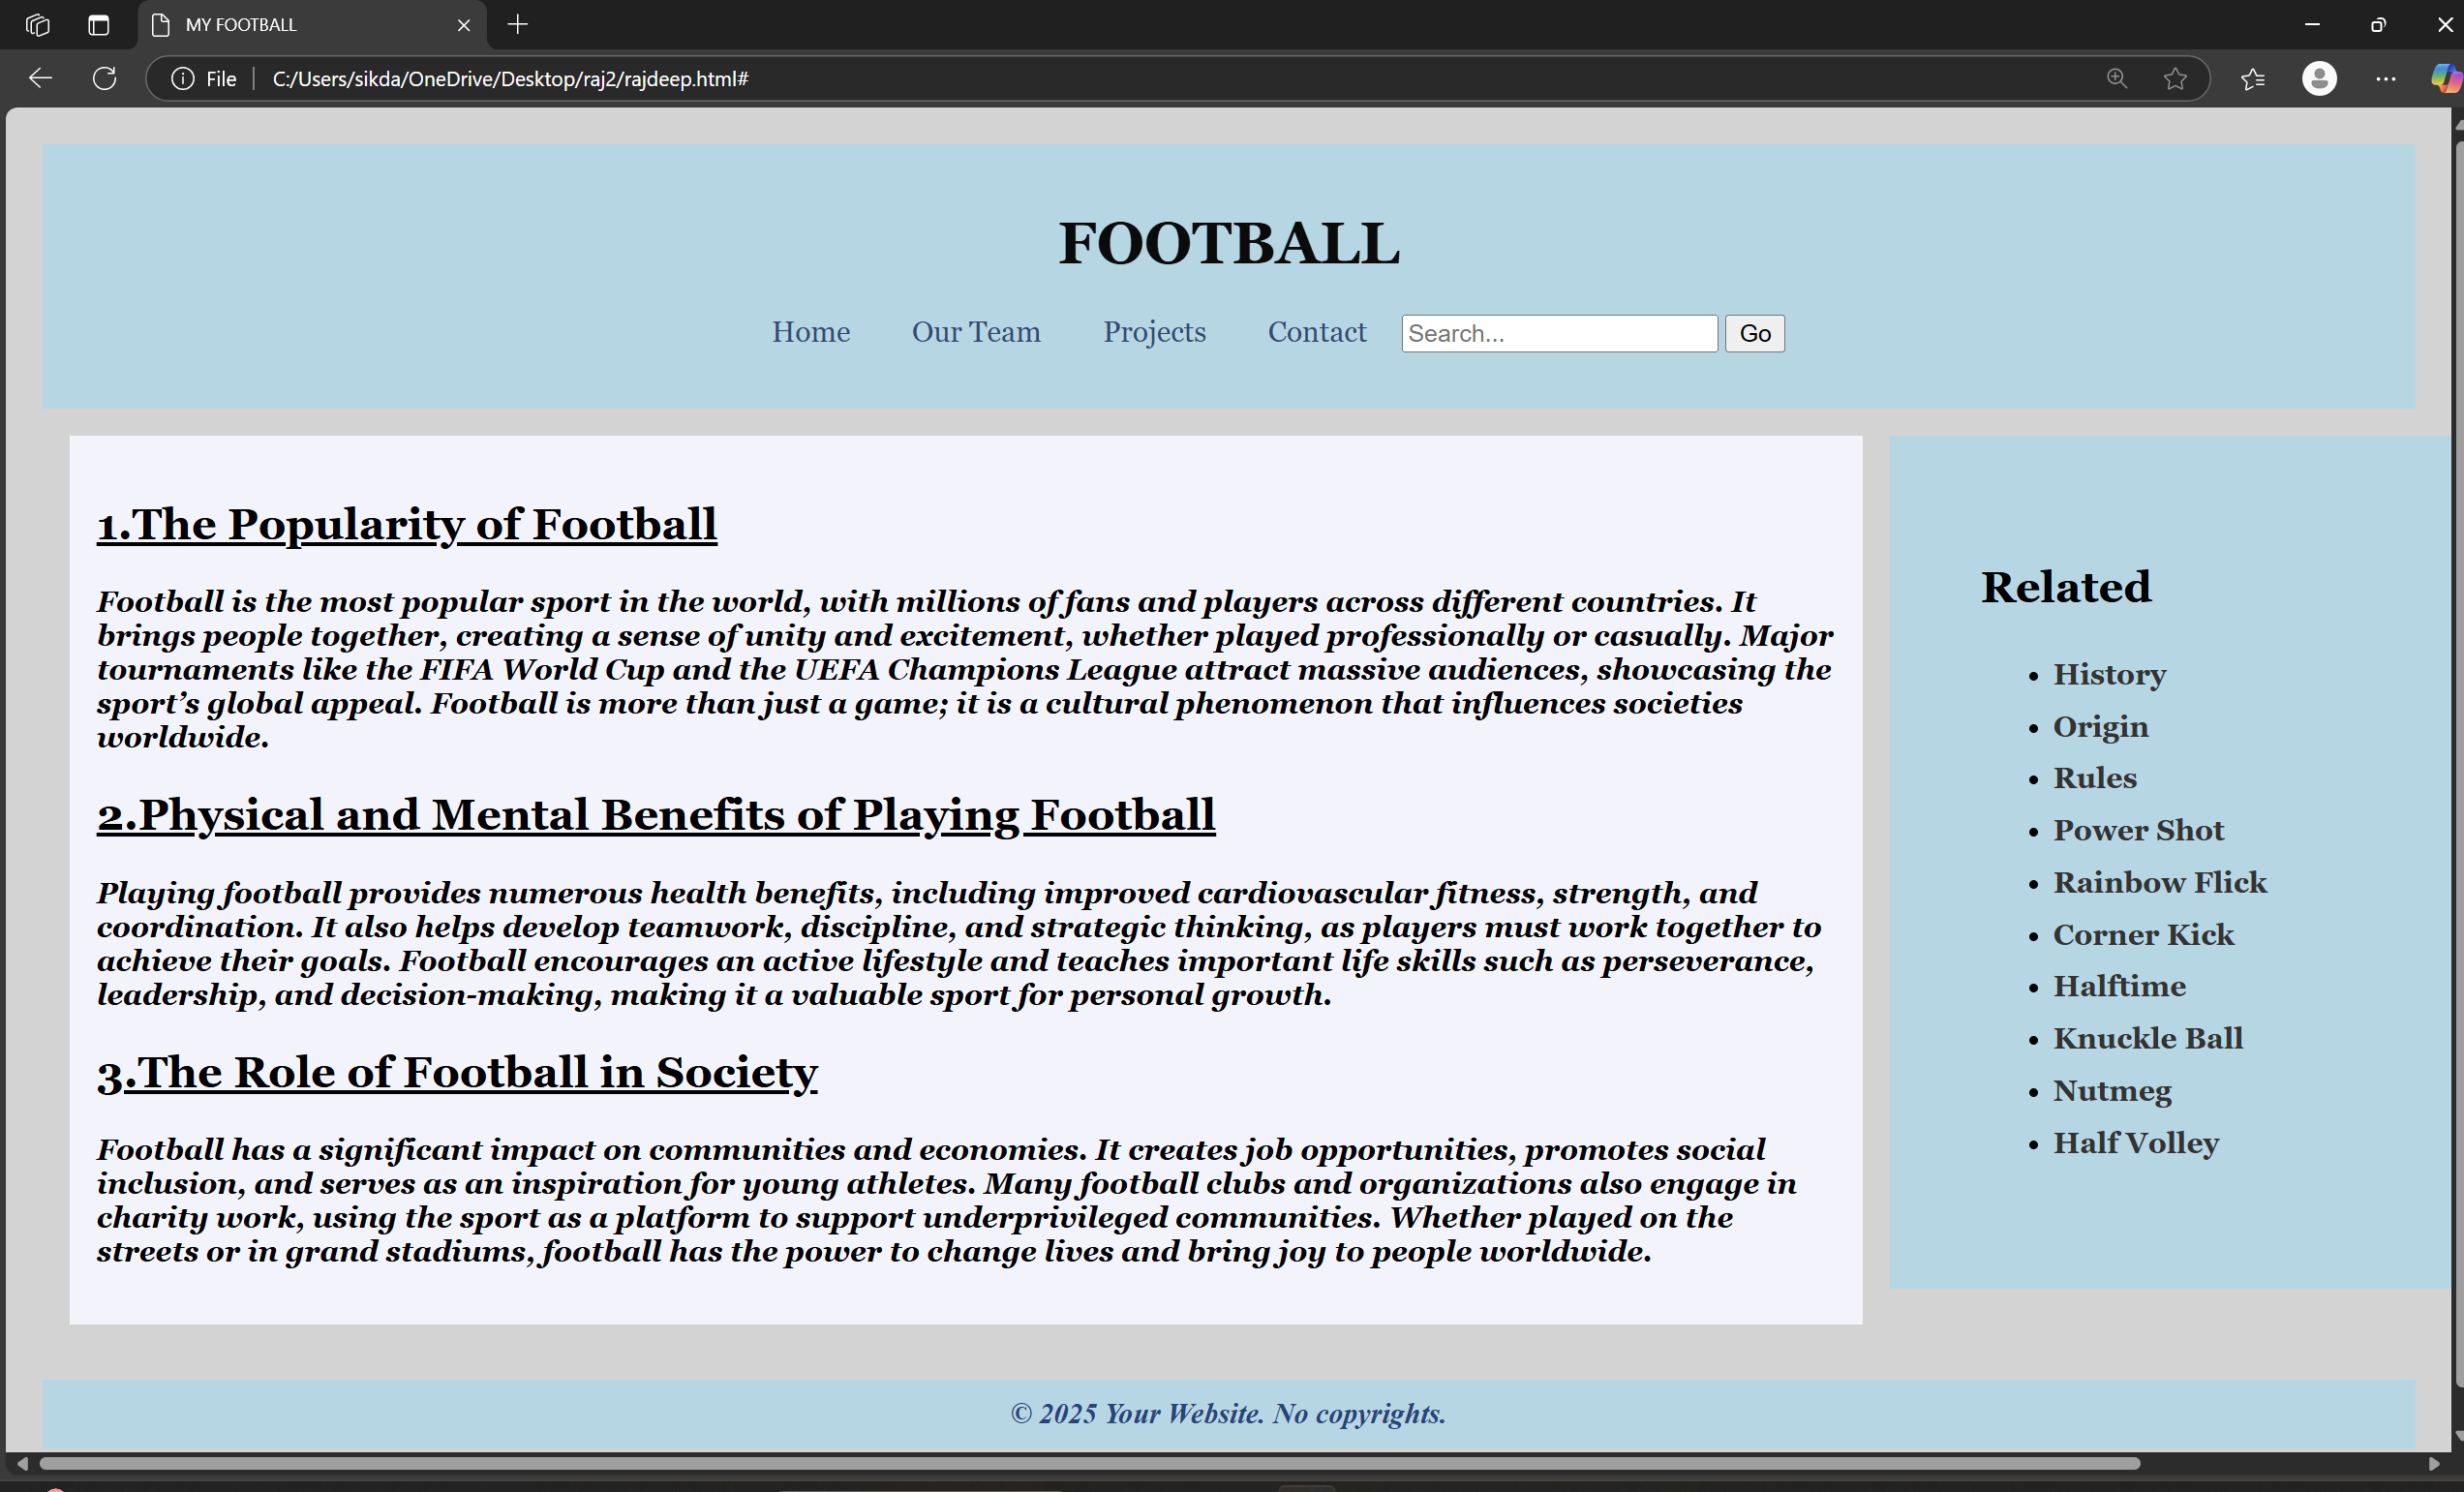 MY FOOTBALL
File
C:/Users/sikda/OneDrive/Desktop/raj2/rajdeep.html#
FOOTBALL
Home Our Team Projects Contact Search... Go
1.The Popularity of Football
Football is the most popular sport in the world, with millions of fans and players across different countries. It
brings people together, creating a sense of unity and excitement, whether played professionally or casually. Major
tournaments like the FIFA World Cup and the UEFA Champions League attract massive audiences, showcasing the
sport’s global appeal. Football is more than just a game; it is a cultural phenomenon that influences societies
worldwide.
2.Physical and Mental Benefits of Playing Football
Playing football provides numerous health benefits, including improved cardiovascular fitness, strength, and
coordination. It also helps develop teamwork, discipline, and strategic thinking, as players must work together to
achieve their goals. Football encourages an active lifestyle and teaches important life skills such as perseverance,
leadership, and decision-making, making it a valuable sport for personal growth.
3.The Role of Football in Society
Football has a significant impact on communities and economies. It creates job opportunities, promotes social
inclusion, and serves as an inspiration for young athletes. Many football clubs and organizations also engage in
charity work, using the sport as a platform to support underprivileged communities. Whether played on the
streets or in grand stadiums, football has the power to change lives and bring joy to people worldwide.
Related
• History
• Origin
• Rules
• Power Shot
• Rainbow Flick
• Corner Kick
• Halftime
• Knuckle Ball
• Nutmeg
• Half Volley
© 2025 Your Website. No copyrights.